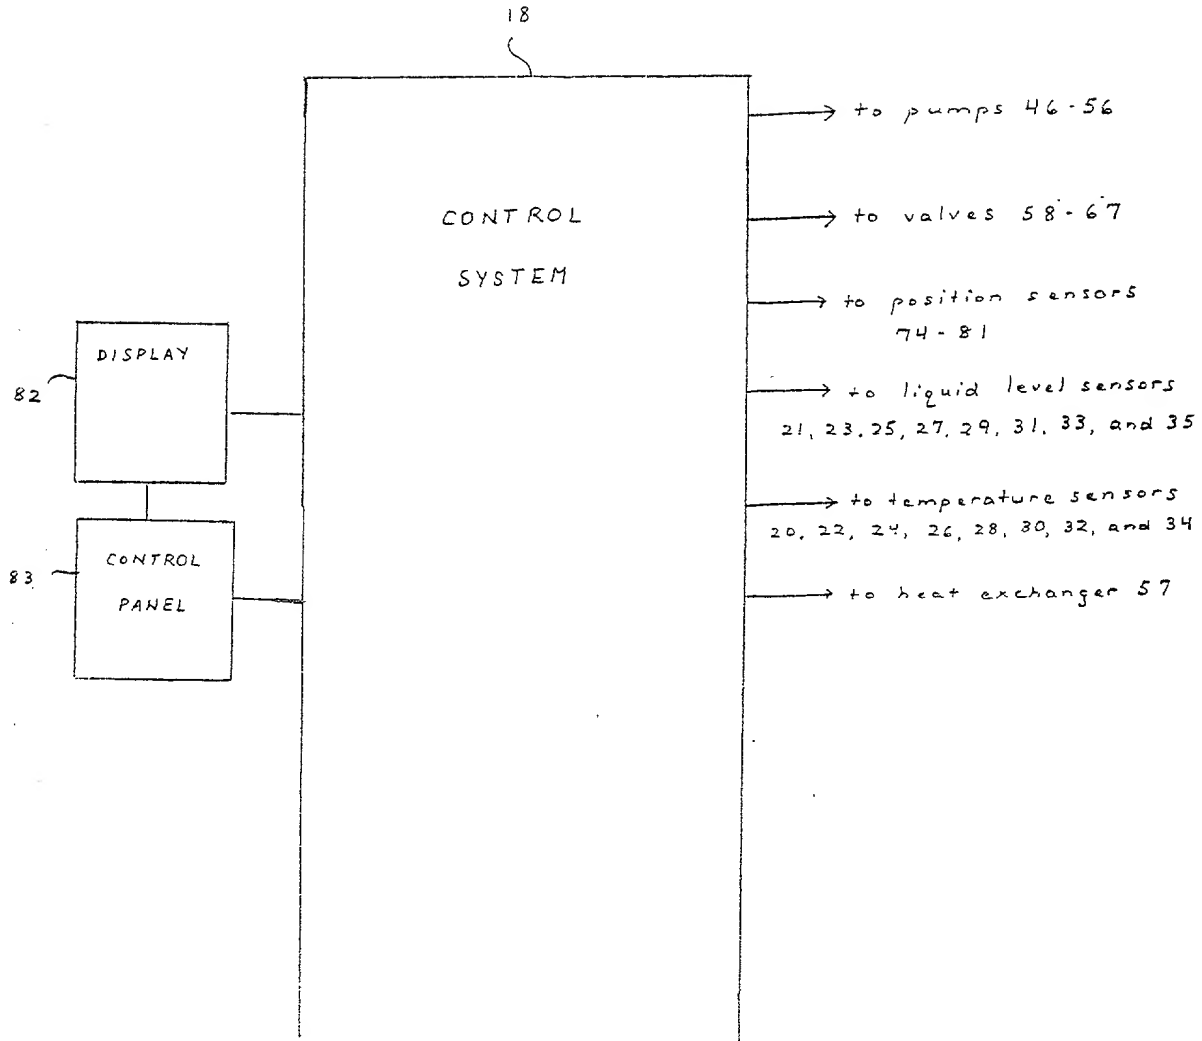 18
to pumps 46-56
CONTROL
SYSTEM
to valves 58-67
to position sensors
74-81
DISPLAY
82
to liquid level sensors
21, 23, 25, 27, 29, 31, 33, and 35
to temperature sensors
20, 22, 24, 26, 28, 30, 32, and 34
CONTROL
PANEL
83
to heat exchanger 57